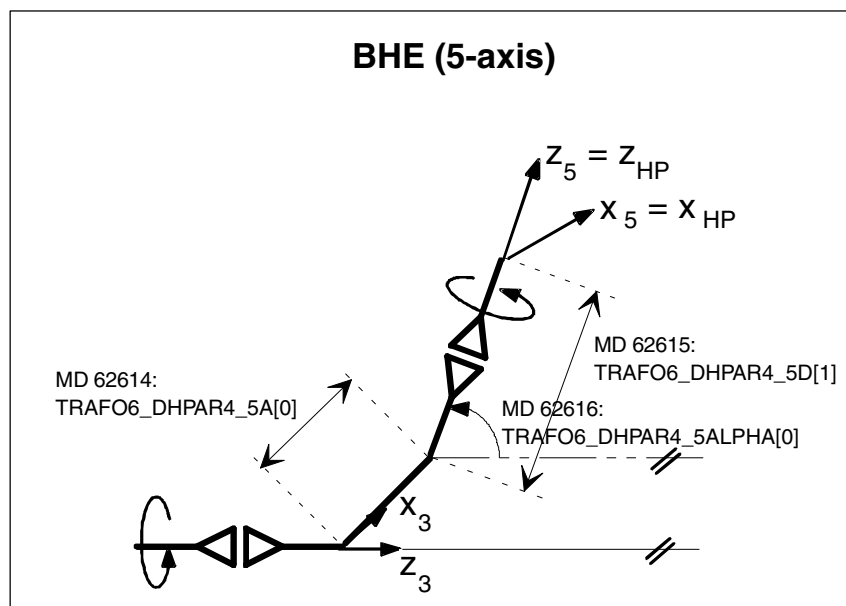 BHE (5-axis)
z5 = zHP
x5 = x HP
MD 62614:
TRAFO6_DHPAR4_5A[0]
MD 62615:
TRAFO6_DHPAR4_5D[1]
MD 62616:
TRAFO6_DHPAR4_5ALPHA[0]
x3
z3